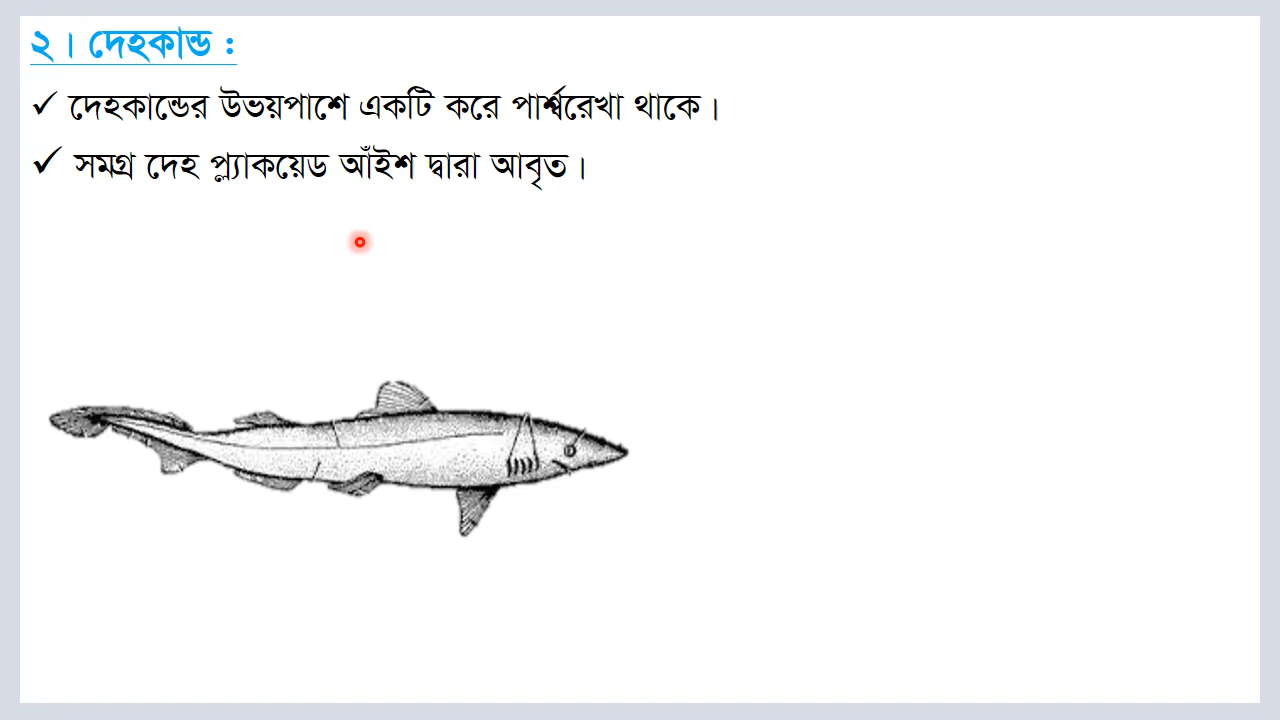 ২। দেহকান্ড :
✓ দেহকান্ডের উভয়পাশে একটি করে পার্শ্বরেখা থাকে।
✓ সমগ্র দেহ প্ল্যাকয়েড আঁইশ দ্বারা আবৃত।